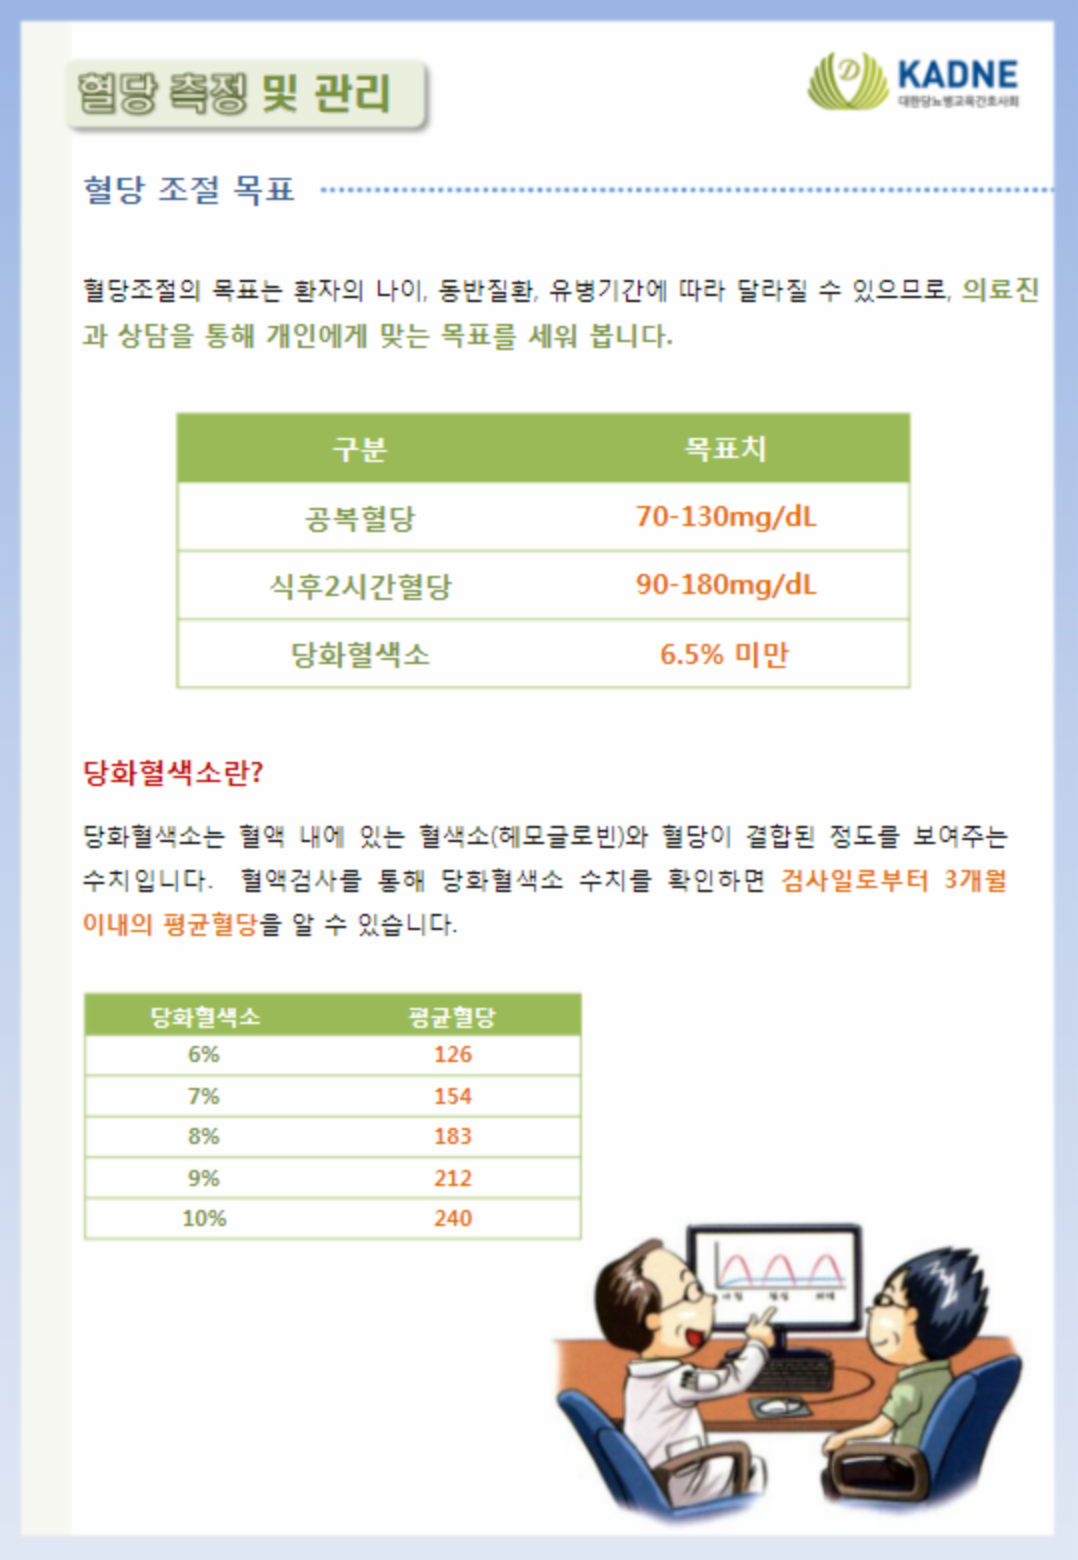 혈당 측정 및 관리
KADNE
대한당뇨병교육간호사회
혈당 조절 목표
혈당조절의 목표는 환자의 나이, 동반질환, 유병기간에 따라 달라질 수 있으므로, 의료진
과 상담을 통해 개인에게 맞는 목표를 세워 봅니다.
구분 목표치
공복혈당 70-130mg/dL
식후2시간혈당 90-180mg/dL
당화혈색소 6.5% 미만
당화혈색소란?
당화혈색소는 혈액 내에 있는 혈색소(헤모글로빈)와 혈당이 결합된 정도를 보여주는
수치입니다. 혈액검사를 통해 당화혈색소 수치를 확인하면 검사일로부터 3개월
이내의 평균혈당을 알 수 있습니다.
당화혈색소 평균혈당
6% 126
7% 154
8% 183
9% 212
10% 240